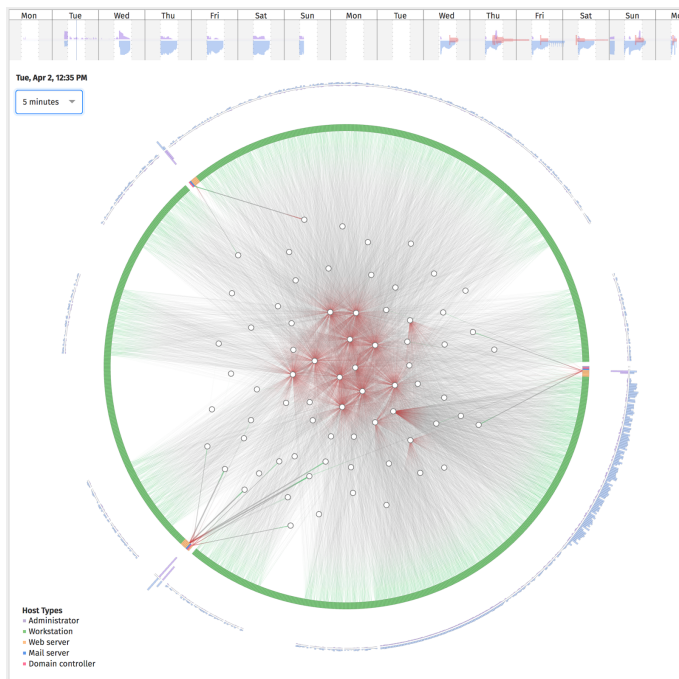 Mon Tue Wed Thu Fri Sat Sun Mon Tue Wed Thu Fri Sat Sun Mo
Tue, Apr 2, 12:35 PM
5 minutes
Host Types
Administrator
Workstation
Web server
Mail server
Domain controller